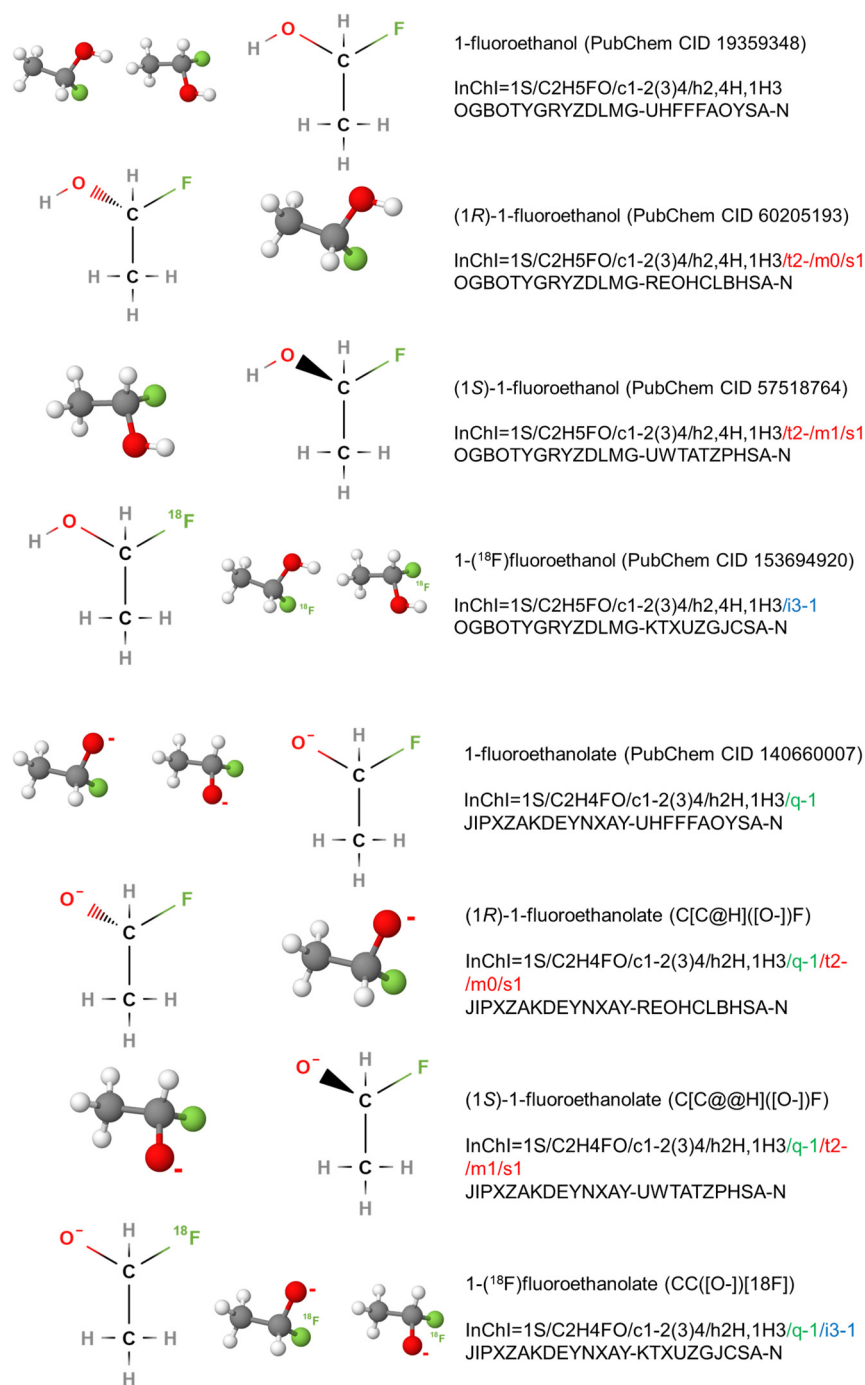 H
O F
H C
H C H
H
1-fluoroethanol (PubChem CID 19359348)
InChI=1S/C2H5FO/c1-2(3)4/h2,4H,1H3
OGBOTYGRYZDLMG-UHFFFAOYSA-N
H
O F
H C
H C H
H
(1R)-1-fluoroethanol (PubChem CID 60205193)
InChI=1S/C2H5FO/c1-2(3)4/h2,4H,1H3/t2-/m0/s1
OGBOTYGRYZDLMG-REOHCLBHSA-N
H
O F
H C
H C H
H
(1S)-1-fluoroethanol (PubChem CID 57518764)
InChI=1S/C2H5FO/c1-2(3)4/h2,4H,1H3/t2-/m1/s1
OGBOTYGRYZDLMG-UWTATZPHSA-N
H
O ¹⁸F
H C
H C H
H
¹⁸F
¹⁸F
1-(¹⁸F)fluoroethanol (PubChem CID 153694920)
InChI=1S/C2H5FO/c1-2(3)4/h2,4H,1H3/i3-1
OGBOTYGRYZDLMG-KTXUZGJCSA-N
-
-
H
O⁻ F
C
H C H
H
1-fluoroethanolate (PubChem CID 140660007)
InChI=1S/C2H4FO/c1-2(3)4/h2H,1H3/q-1
JIPXZAKDEYNXAY-UHFFFAOYSA-N
H
O⁻ F
C
H C H
H
-
(1R)-1-fluoroethanolate (C[C@H]([O-])F)
InChI=1S/C2H4FO/c1-2(3)4/h2H,1H3/q-1/t2-
/m0/s1
JIPXZAKDEYNXAY-REOHCLBHSA-N
-
H
O⁻ F
C
H C H
H
(1S)-1-fluoroethanolate (C[C@@H]([O-])F)
InChI=1S/C2H4FO/c1-2(3)4/h2H,1H3/q-1/t2-
/m1/s1
JIPXZAKDEYNXAY-UWTATZPHSA-N
H
O⁻ ¹⁸F
C
H C H
H
-
¹⁸F
¹⁸F
-
1-(¹⁸F)fluoroethanolate (CC([O-])[18F])
InChI=1S/C2H4FO/c1-2(3)4/h2H,1H3/q-1/i3-1
JIPXZAKDEYNXAY-KTXUZGJCSA-N